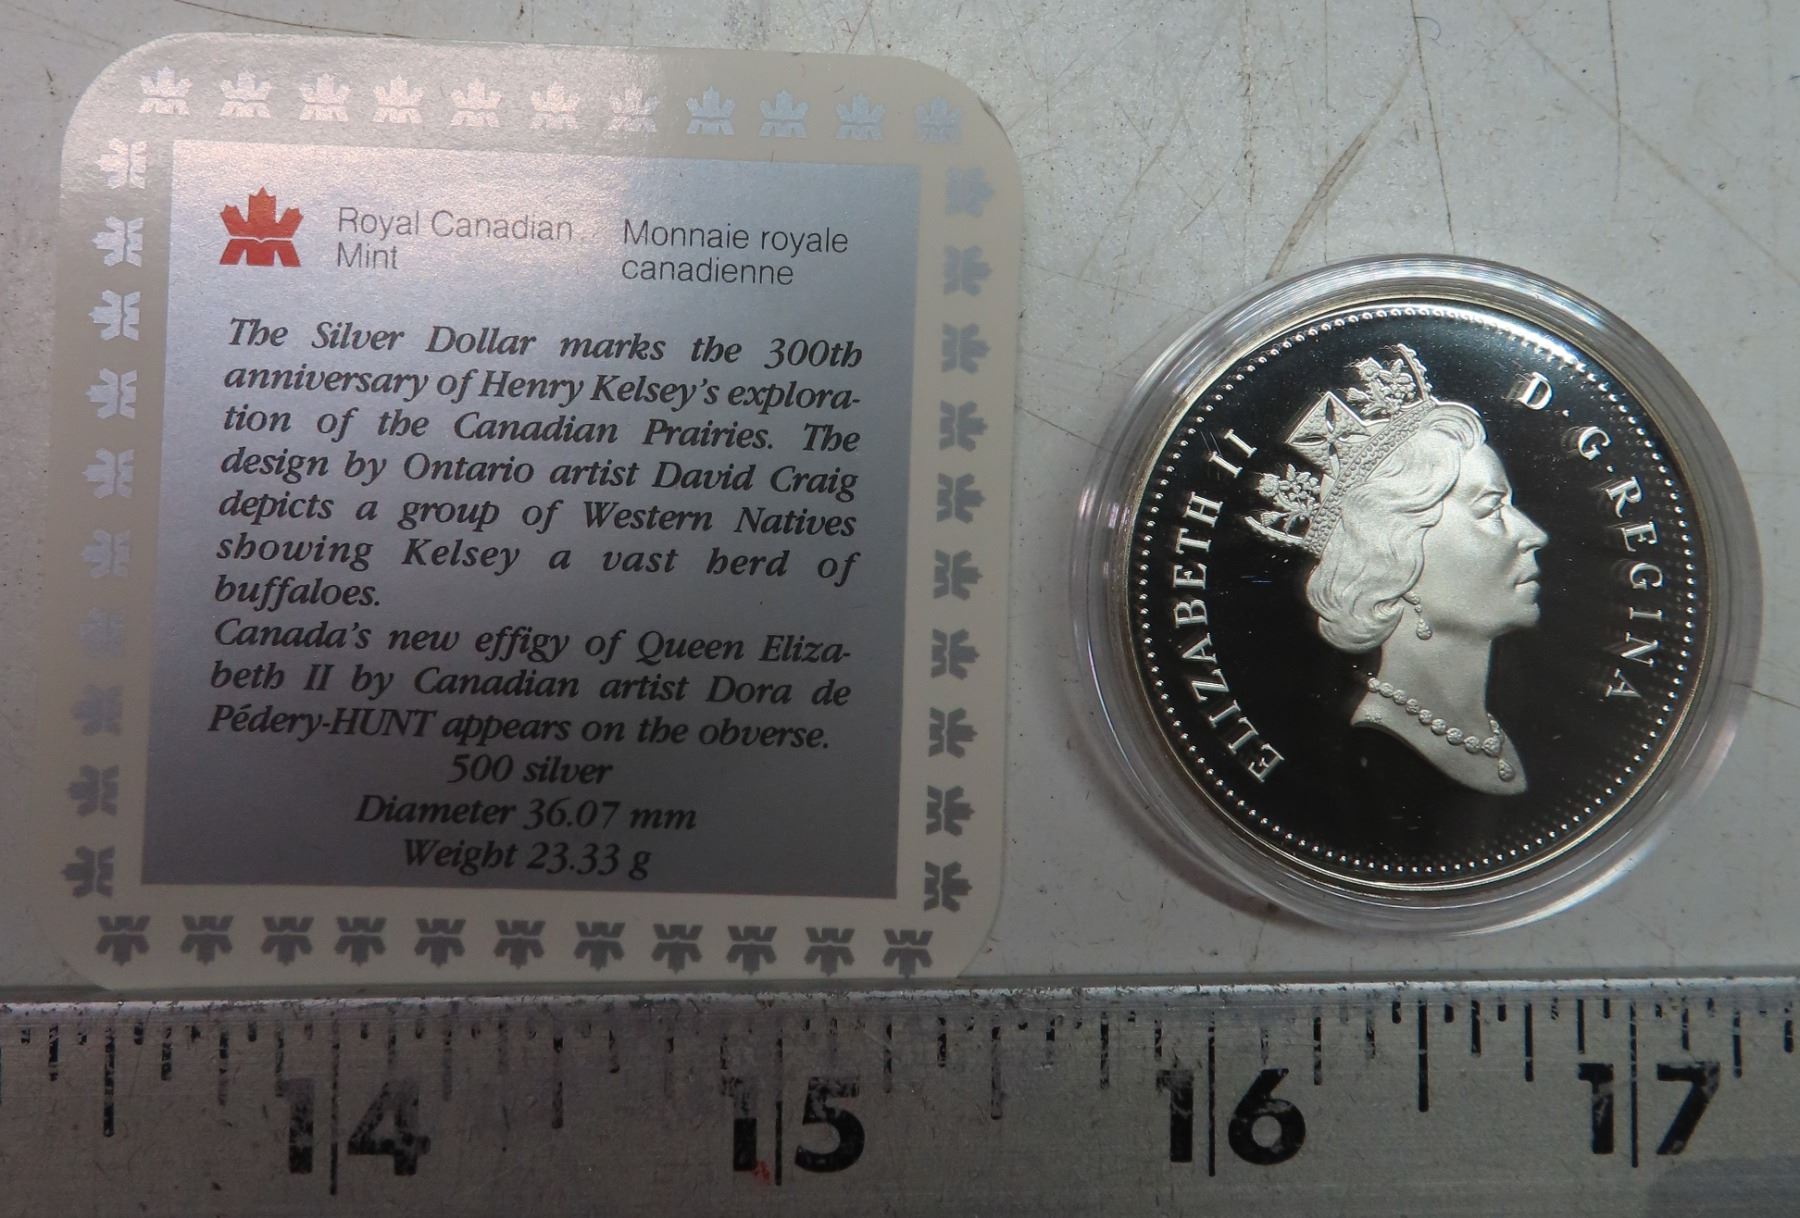 Royal Canadian Mint
Monnaie royale canadienne
The Silver Dollar marks the 300th
anniversary of Henry Kelsey's explora-
tion of the Canadian Prairies. The
design by Ontario artist David Craig
depicts a group of Western Natives
showing Kelsey a vast herd of
buffaloes.
Canada's new effigy of Queen Eliza-
beth II by Canadian artist Dora de
Pédery-HUNT appears on the obverse.
500 silver
Diameter 36.07 mm
Weight 23.33 g
ELIZABETH II D·G·REGINA
14 15 16 17